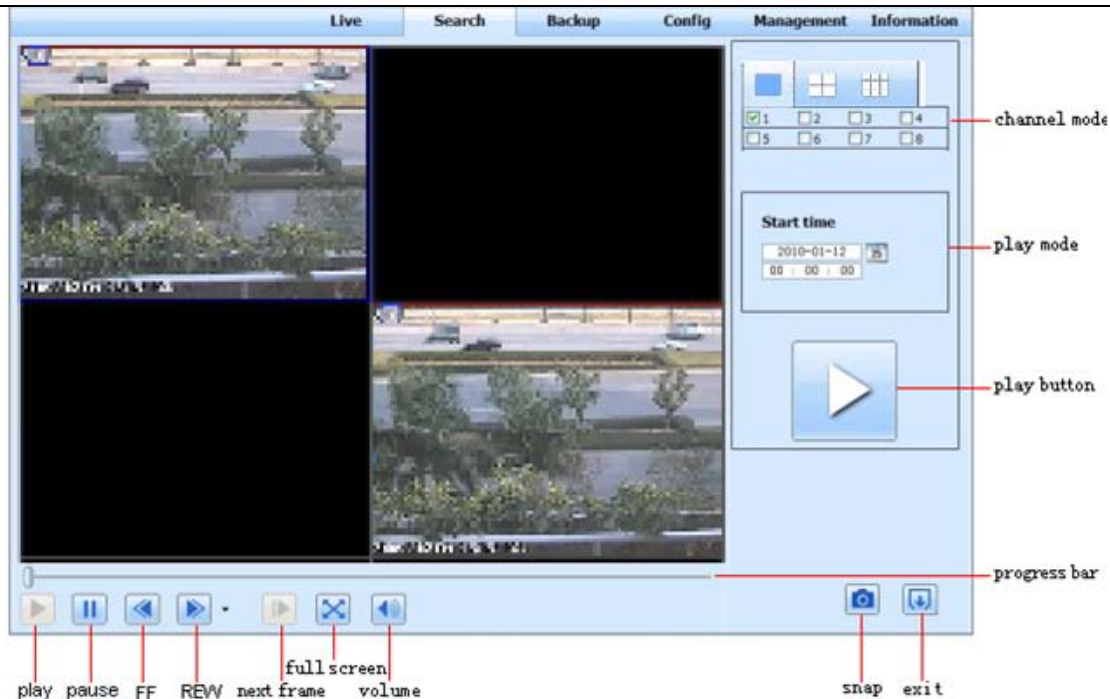 Live Search Backup Config Management Information
1 2 3 4
channel mode
5 6 7 8
Start time
2010-01-12
00 : 00 : 00
play mode
play button
progress bar
full screen
play pause FF REW next frame volume snap exit